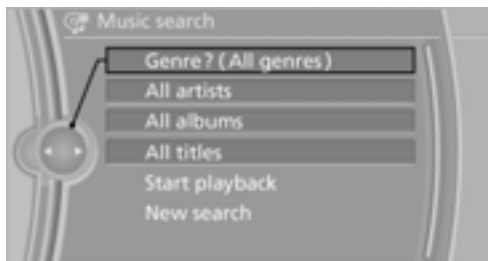 Music search
Genre? (All genres)
All artists
All albums
All titles
Start playback
New search